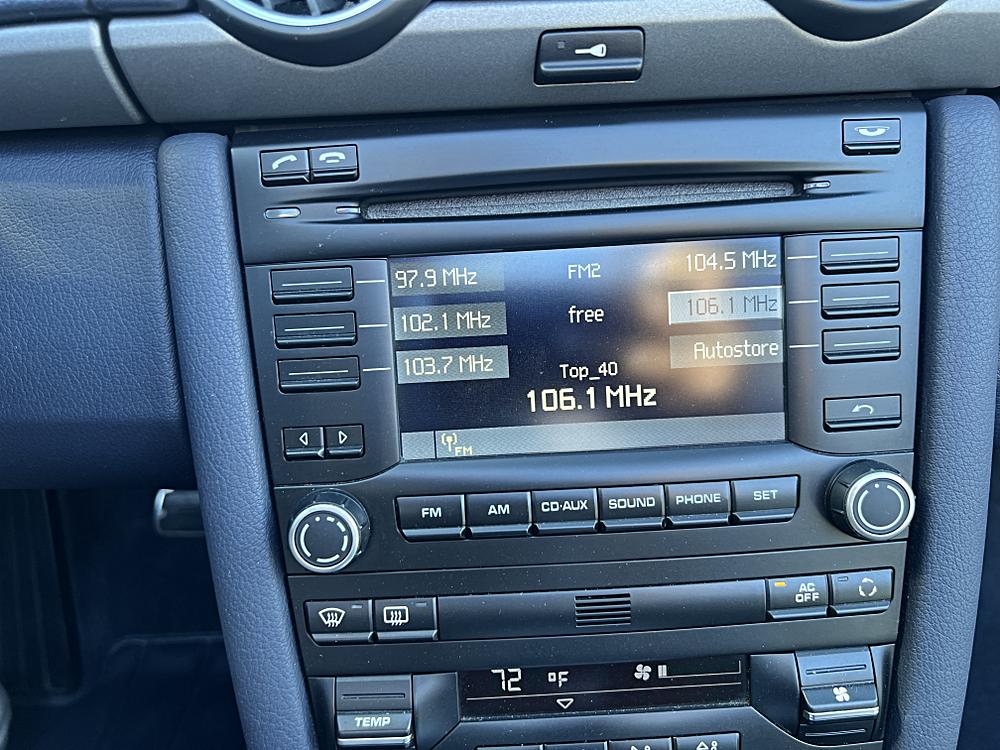 97.9 MHz
FM2
104.5 MHz
102.1 MHz
free
106.1 MHz
103.7 MHz
Top_40
Autostore
106.1 MHz
FM
FM
AM
CD·AUX
SOUND
PHONE
SET
AC
OFF
72 °F
TEMP